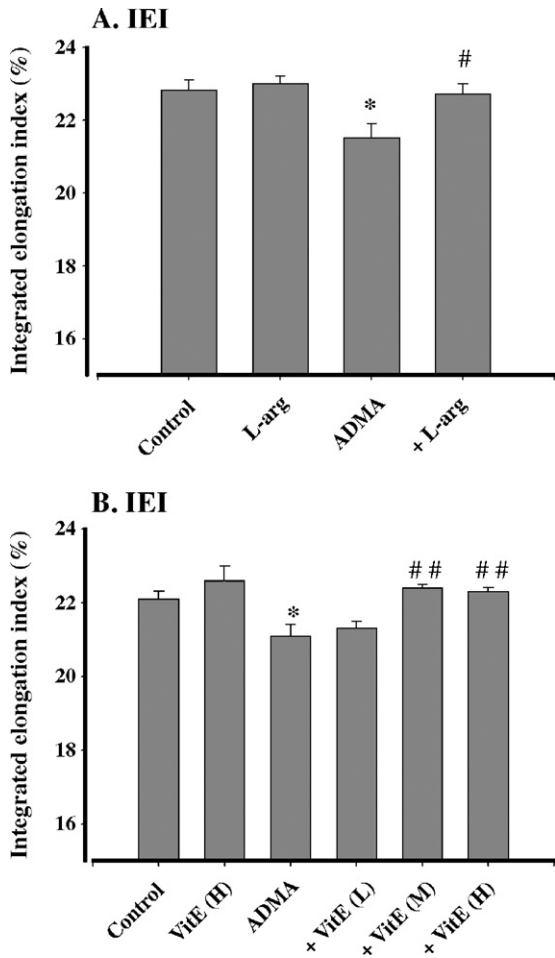 A. IEI
Integrated elongation index (%)
24
22
20
18
16
*
#
Control
L-arg
ADMA
+ L-arg
B. IEI
Integrated elongation index (%)
24
22
20
18
16
*
# #
# #
Control
VitE (H)
ADMA
+ VitE (L)
+ VitE (M)
+ VitE (H)